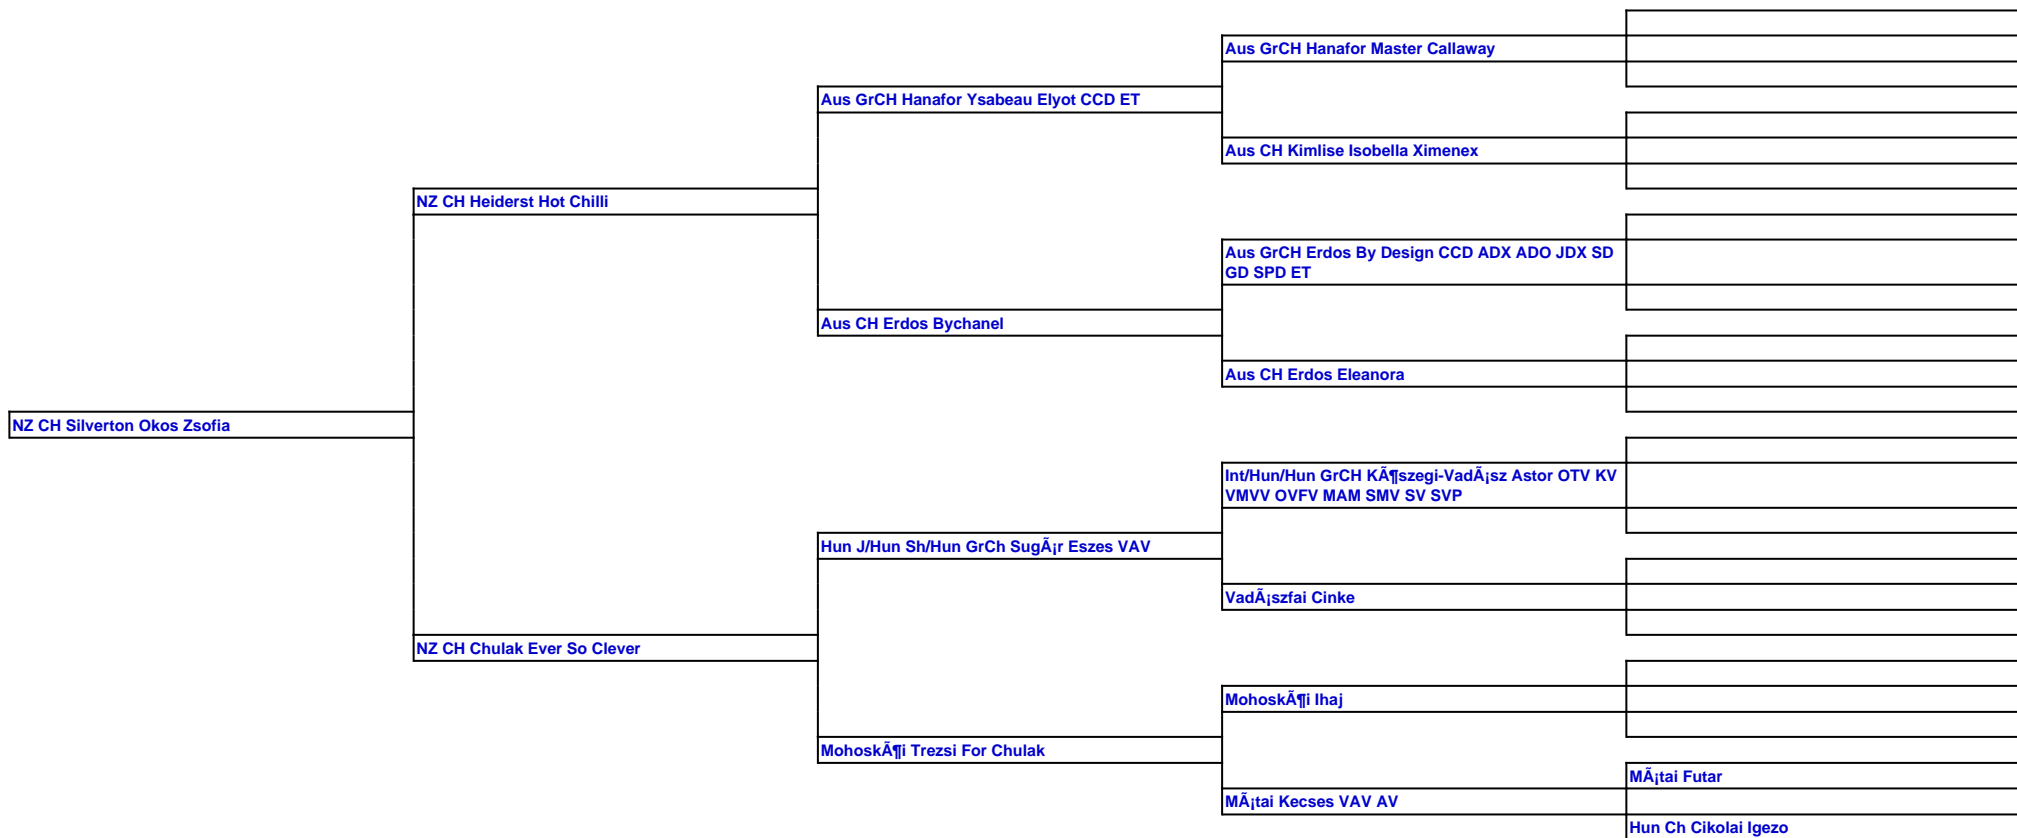 Aus GrCH Hanafor Master Callaway
Aus GrCH Hanafor Ysabeau Elyot CCD ET
Aus CH Kimlise Isobella Ximenex
NZ CH Heiderst Hot Chilli
Aus GrCH Erdos By Design CCD ADX ADO JDX SD
GD SPD ET
Aus CH Erdos Bychanel
Aus CH Erdos Eleanora
NZ CH Silverton Okos Zsofia
Int/Hun/Hun GrCH KÃ¶szegi-VadÃ¡sz Astor OTV KV
VMVV OVFV MAM SMV SV SVP
Hun J/Hun Sh/Hun GrCh SugÃ¡r Eszes VAV
VadÃ¡szfai Cinke
NZ CH Chulak Ever So Clever
MohoskÃ¶i Ihaj
MohoskÃ¶i Trezsi For Chulak
MÃ¡tai Futar
MÃ¡tai Kecses VAV AV
Hun Ch Cikolai Igezo